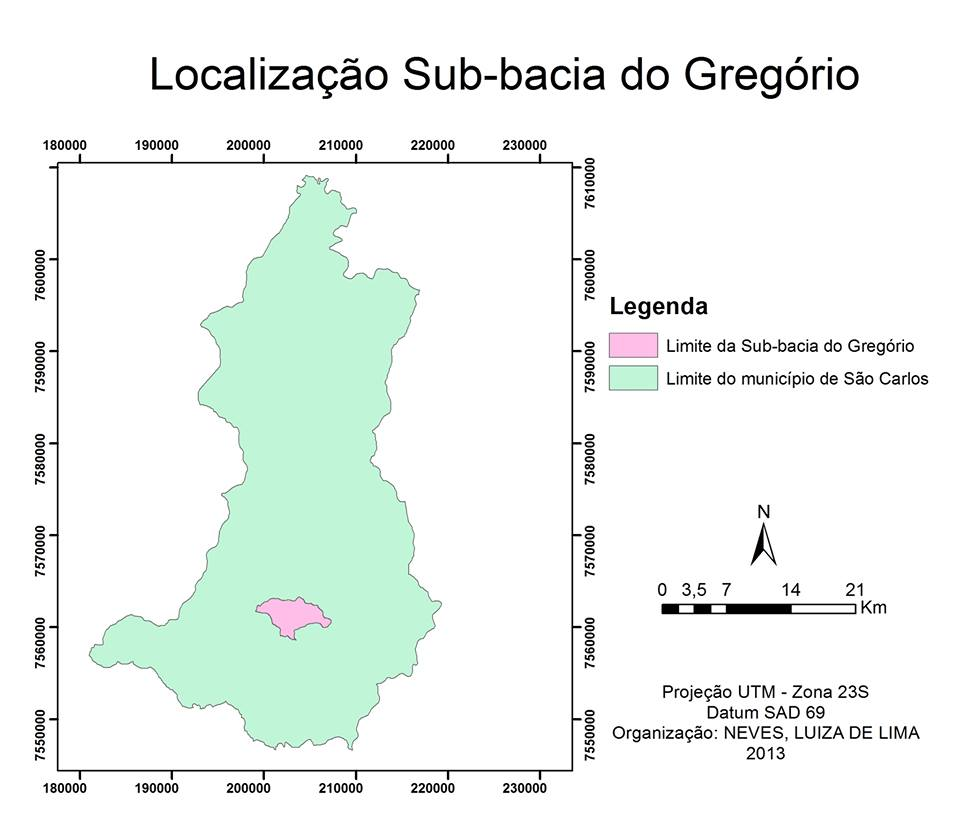 Localização Sub-bacia do Gregório
180000 190000 200000 210000 220000 230000
7610000
7600000 7600000
7590000 7590000
7580000 7580000
7570000 7570000
7560000 7560000
7550000 7550000
180000 190000 200000 210000 220000 230000
Legenda
Limite da Sub-bacia do Gregório
Limite do município de São Carlos
N
0 3,5 7 14 21
Km
Projeção UTM - Zona 23S
Datum SAD 69
Organização: NEVES, LUIZA DE LIMA
2013